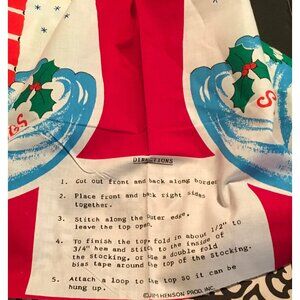 DIRECTIONS
1. Cut out front and back along border
2. Place front and back right sides
together.
3. Stitch along the outer edge,
leave the top open.
4. To finish the top, fold in about 1/2" to
3/4" hem and stitch to the inside of
the stocking, or use a double fold
bias tape around the top of the stocking.
5. Attach a loop to the top so it can be
hung up.
JIM HENSON PROD, INC.